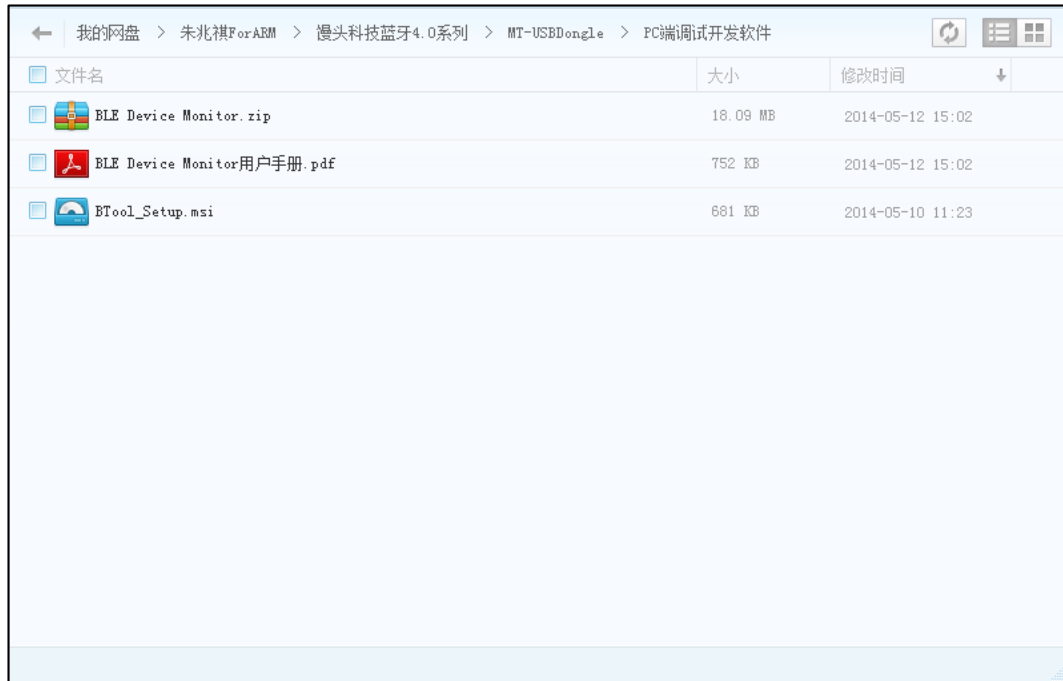 我的网盘 > 朱兆祺ForARM > 馒头科技蓝牙4.0系列 > MT-USBDongle > PC端调试开发软件
文件名 大小 修改时间
BLE Device Monitor.zip 18.09 MB 2014-05-12 15:02
BLE Device Monitor用户手册.pdf 752 KB 2014-05-12 15:02
BTool_Setup.msi 681 KB 2014-05-10 11:23